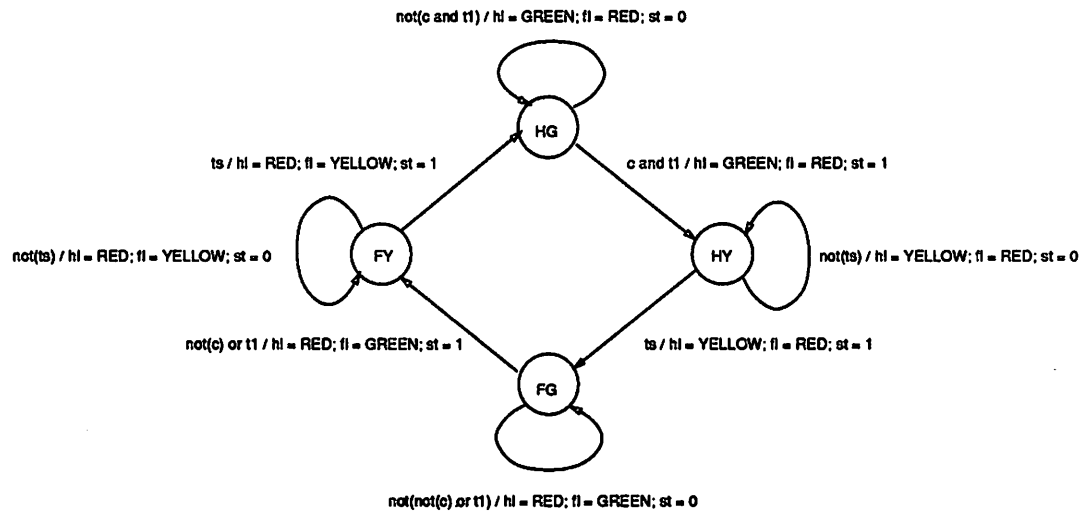 not(c and t1) / hl = GREEN; fl = RED; st = 0
HG
ts / hl = RED; fl = YELLOW; st = 1
c and t1 / hl = GREEN; fl = RED; st = 1
not(ts) / hl = RED; fl = YELLOW; st = 0
FY
HY
not(ts) / hl = YELLOW; fl = RED; st = 0
not(c) or t1 / hl = RED; fl = GREEN; st = 1
ts / hl = YELLOW; fl = RED; st = 1
FG
not(not(c) or t1) / hl = RED; fl = GREEN; st = 0